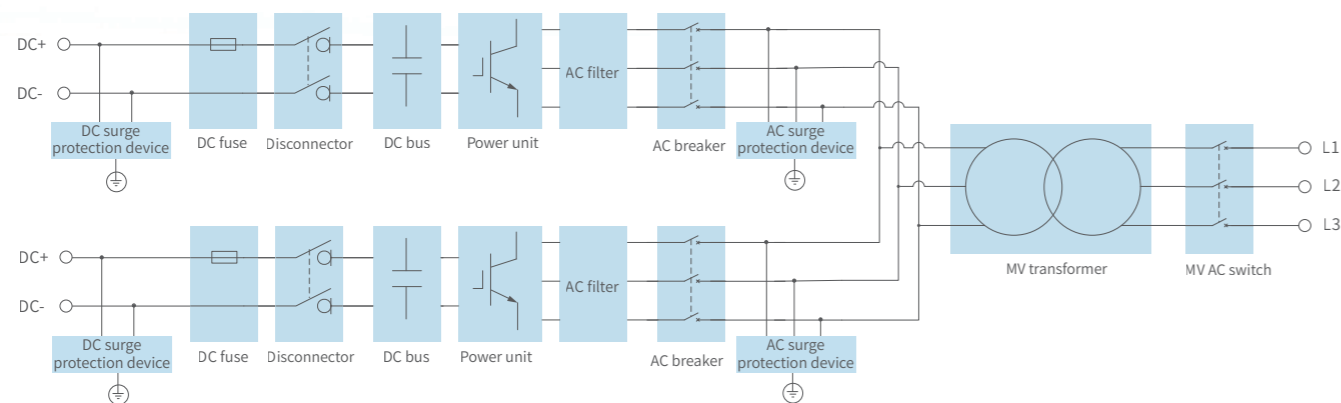 DC+
DC-
DC surge
protection device
DC fuse
Disconnector
DC bus
Power unit
AC filter
AC breaker
AC surge
protection device
DC+
DC-
DC surge
protection device
DC fuse
Disconnector
DC bus
Power unit
AC filter
AC breaker
AC surge
protection device
MV transformer
MV AC switch
L1
L2
L3